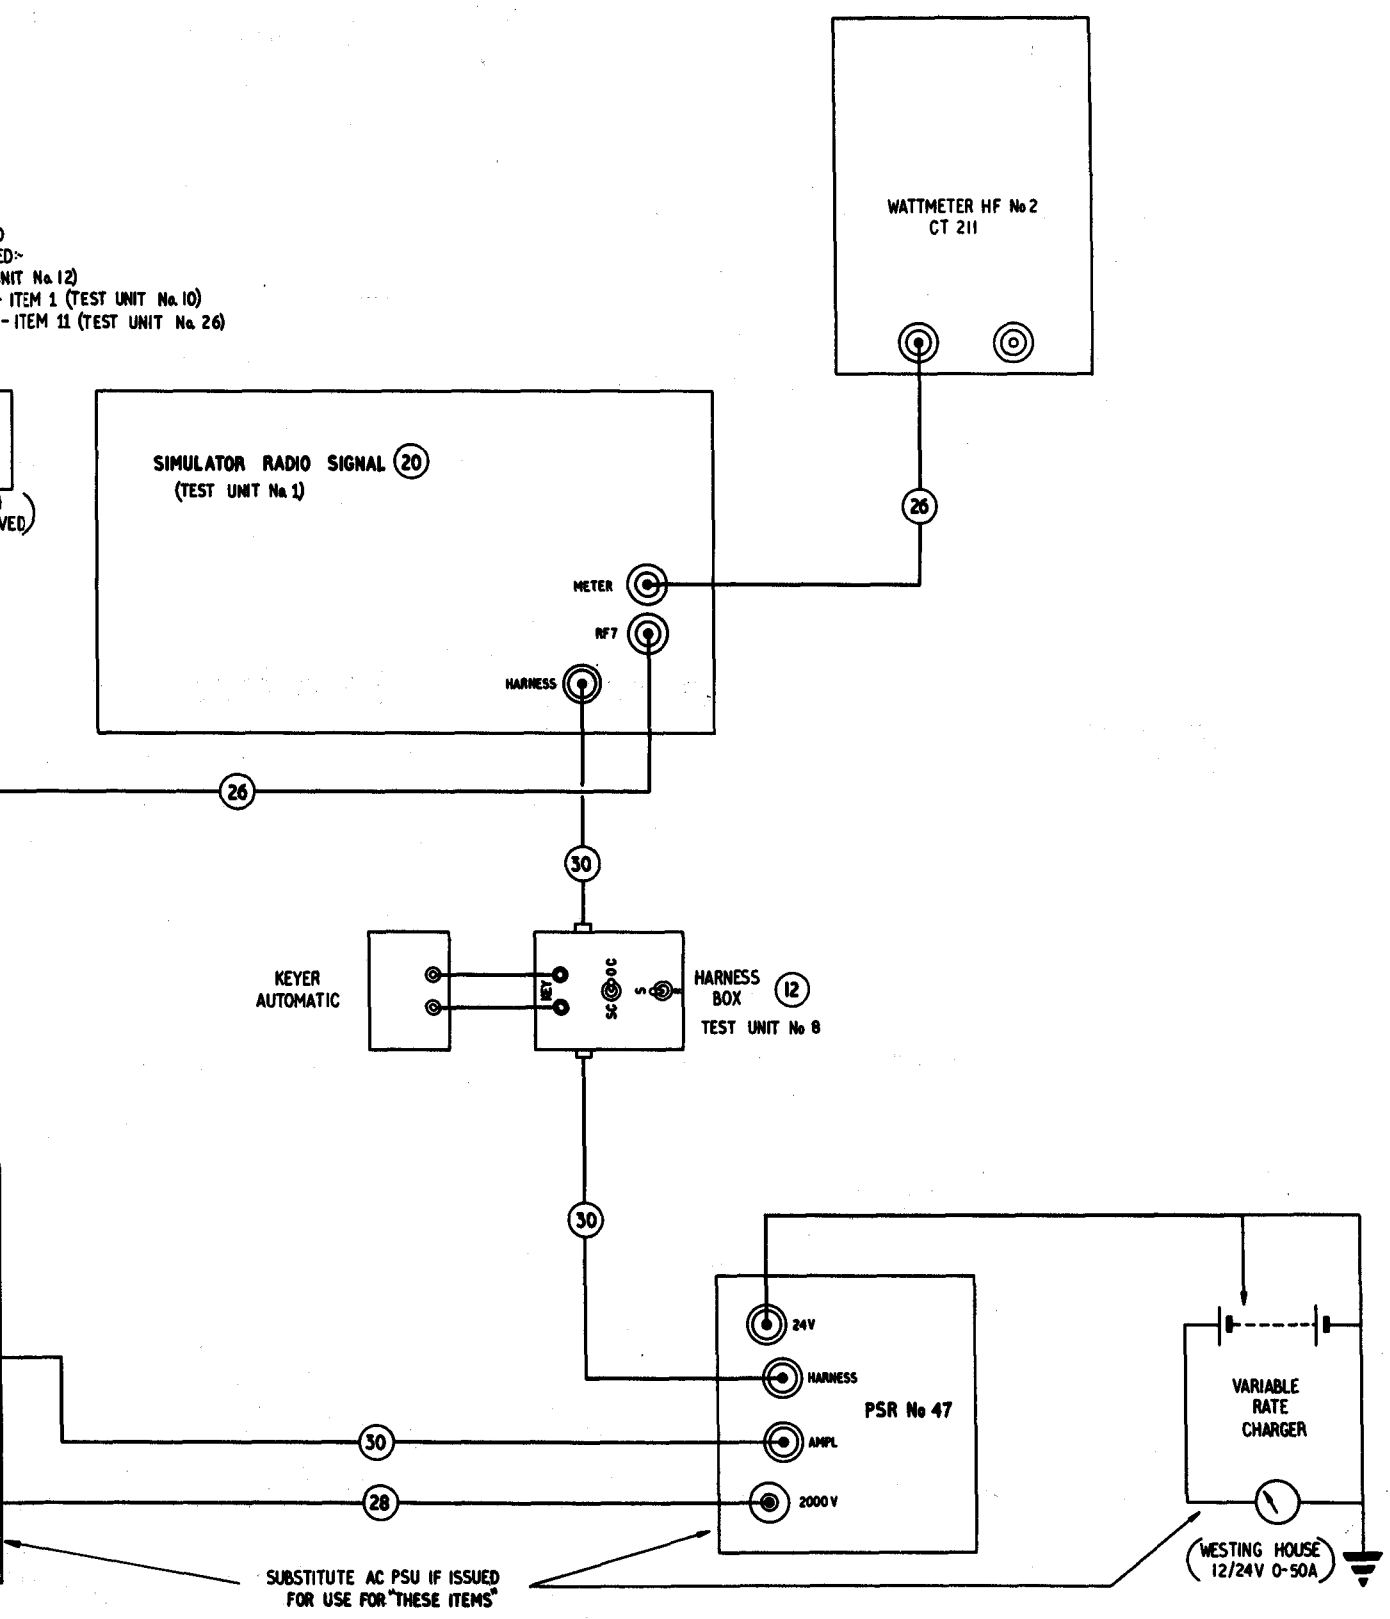 WATTMETER HF No 2
CT 211
ED:-
NIT No. 12)
- ITEM 1 (TEST UNIT No. 10)
- ITEM 11 (TEST UNIT No. 26)
VED)
SIMULATOR RADIO SIGNAL 20
(TEST UNIT No. 1)
26
METER
RF7
HARNESS
26
30
KEYER
AUTOMATIC
KEY
OC
SC
S
HARNESS
BOX
12
TEST UNIT No 8
30
24V
HARNESS
PSR No 47
AMPL
2000V
30
28
VARIABLE
RATE
CHARGER
(WESTING HOUSE
12/24V 0-50A)
SUBSTITUTE AC PSU IF ISSUED
FOR USE FOR "THESE ITEMS"